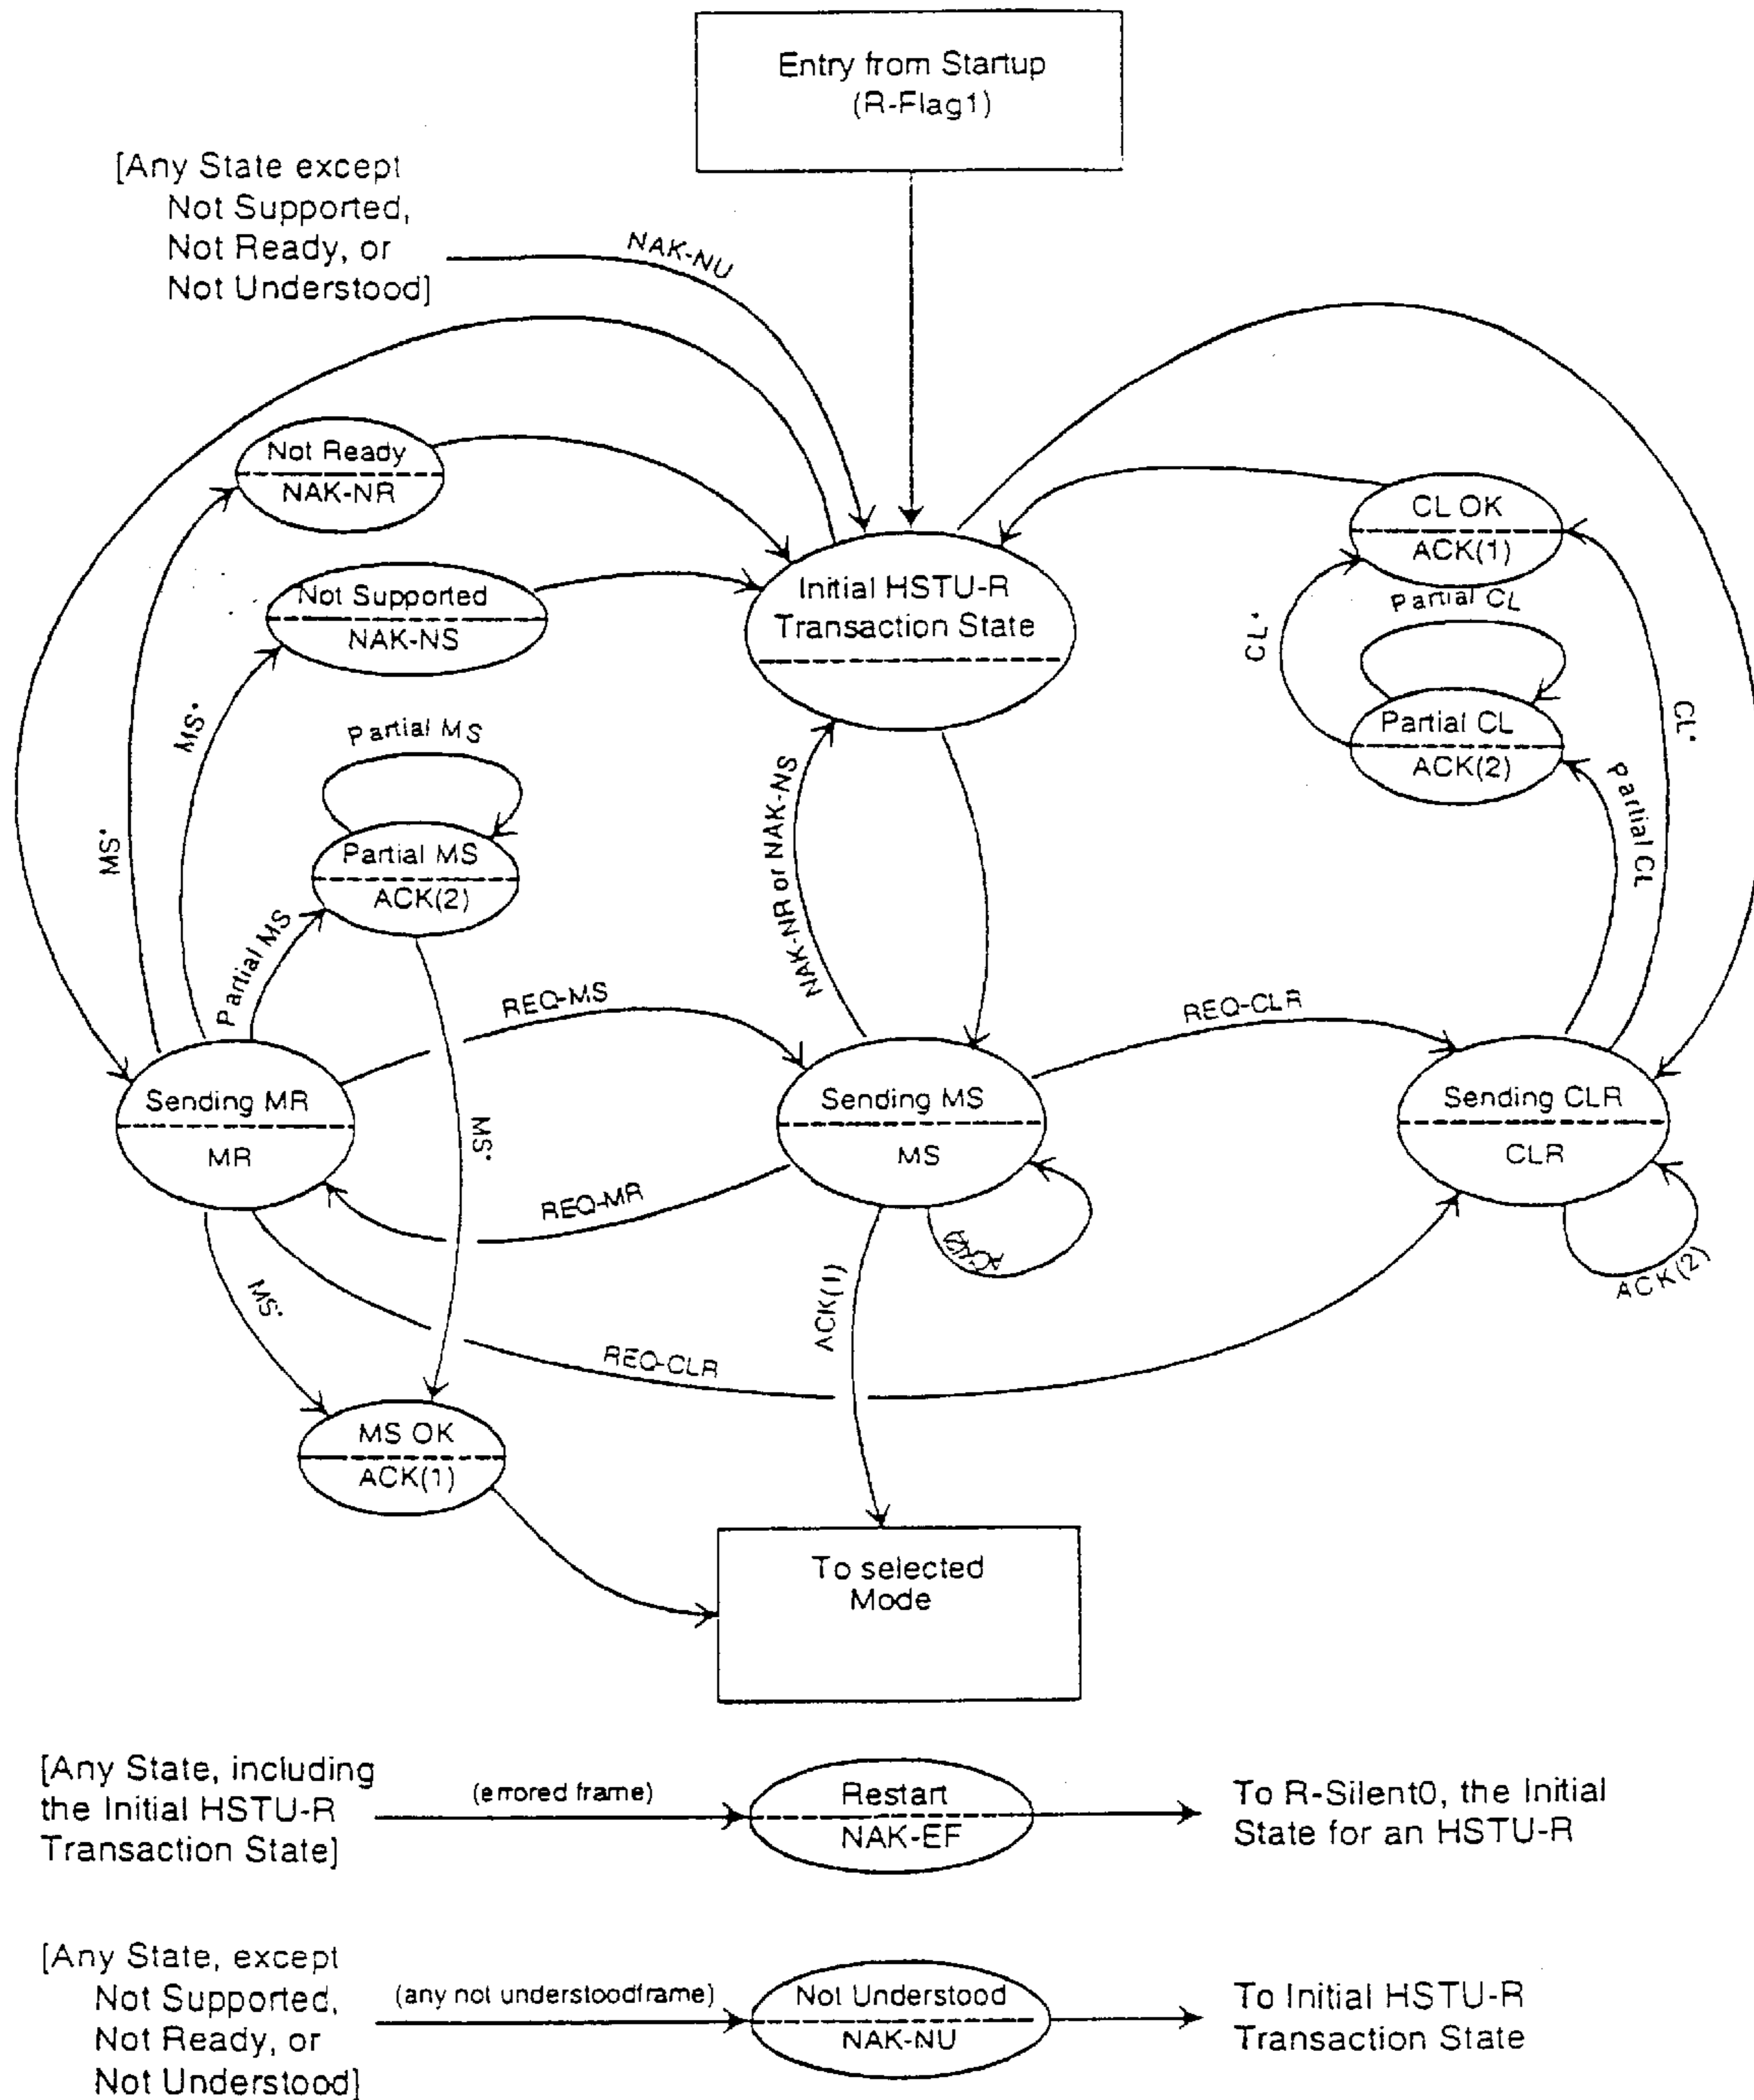 Entry from Startup
(R-Flag1)
[Any State except
Not Supported,
Not Ready, or
Not Understood]
NAK-NU
Not Ready
NAK-NR
Not Supported
NAK-NS
Initial HSTU-R
Transaction State
CL OK
ACK(1)
Partial CL
CL*
Partial CL
ACK(2)
CL*
Partial CL
MS*
MS*
Partial MS
Partial MS
ACK(2)
Partial MS
NAK-NR or NAK-NS
REQ-MS
REQ-CLR
Sending MR
MR
Sending MS
MS
Sending CLR
CLR
MS*
REQ-MR
ACK(2)
ACK(2)
MS*
ACK(1)
REQ-CLR
MS OK
ACK(1)
To selected
Mode
[Any State, including
the Initial HSTU-R
Transaction State]
(errored frame)
Restart
NAK-EF
To R-Silent0, the Initial
State for an HSTU-R
[Any State, except
Not Supported,
Not Ready, or
Not Understood]
(any not understoodframe)
Not Understood
NAK-NU
To Initial HSTU-R
Transaction State